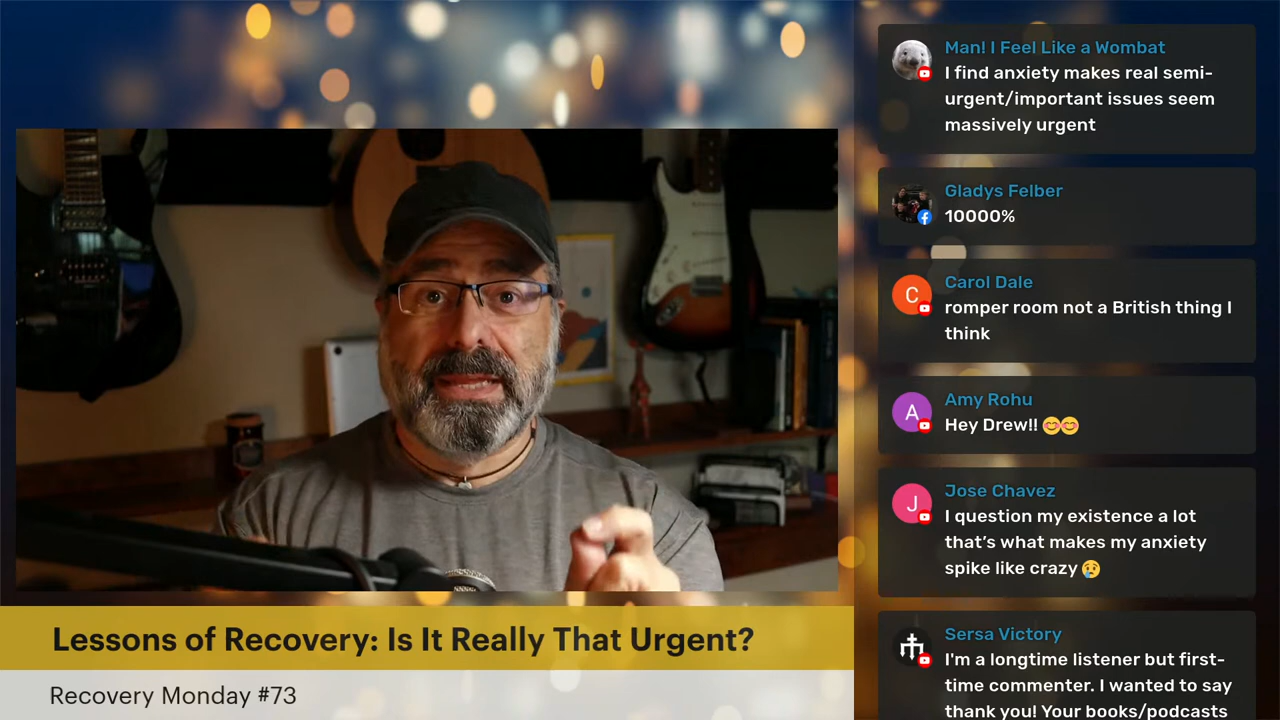 Man! I Feel Like a Wombat
I find anxiety makes real semi-
urgent/important issues seem
massively urgent
Gladys Felber
10000%
C
Carol Dale
romper room not a British thing I
think
A
Amy Rohu
Hey Drew!! 😊😊
J
Jose Chavez
I question my existence a lot
that’s what makes my anxiety
spike like crazy 😢
Sersa Victory
I'm a longtime listener but first-
time commenter. I wanted to say
thank you! Your books/podcasts
Lessons of Recovery: Is It Really That Urgent?
Recovery Monday #73